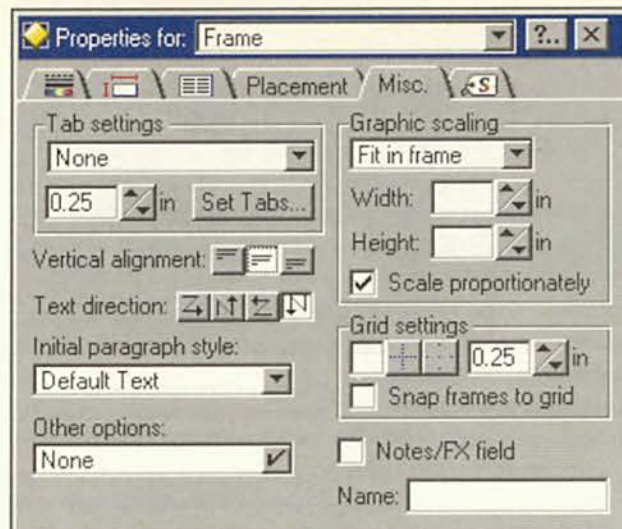 Properties for: Frame ?..
Placement Misc. S
Tab settings
None
0.25 in Set Tabs...
Vertical alignment:
Text direction:
Initial paragraph style:
Default Text
Other options:
None
Graphic scaling
Fit in frame
Width: in
Height: in
Scale proportionately
Grid settings
0.25 in
Snap frames to grid
Notes/FX field
Name: